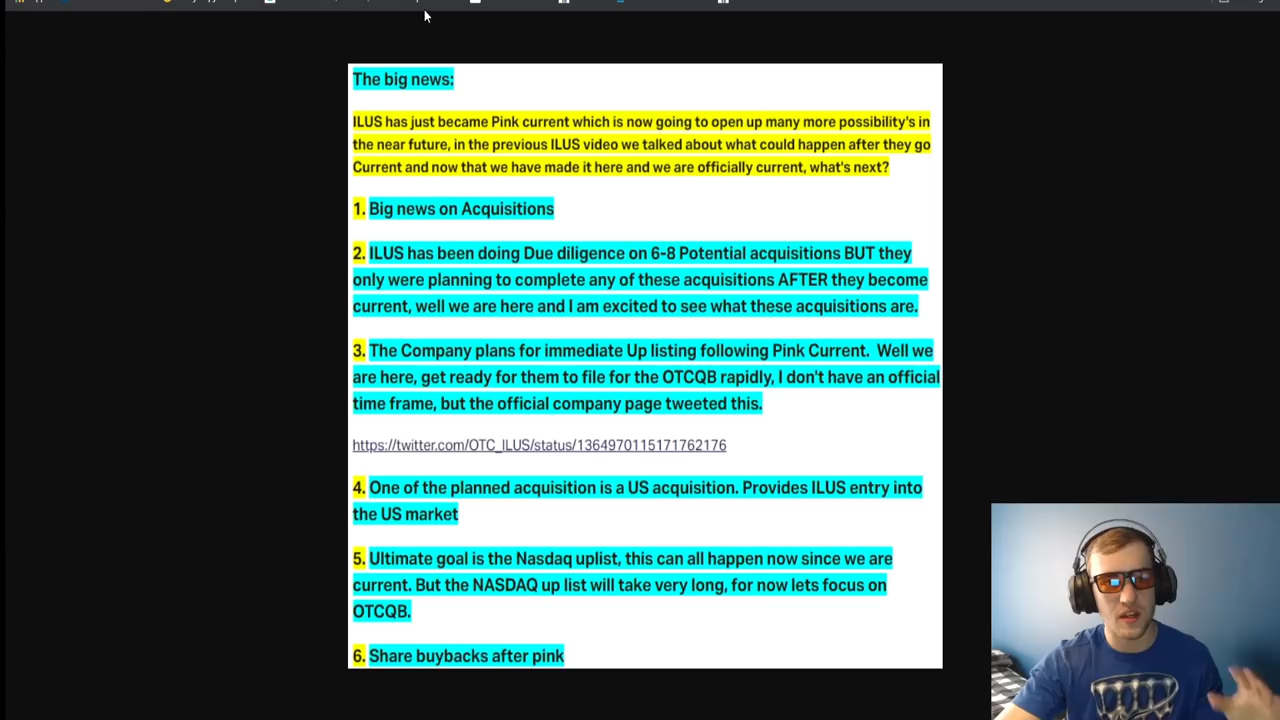 The big news:
ILUS has just became Pink current which is now going to open up many more possibility's in
the near future, in the previous ILUS video we talked about what could happen after they go
Current and now that we have made it here and we are officially current, what's next?
1. Big news on Acquisitions
2. ILUS has been doing Due diligence on 6-8 Potential acquisitions BUT they
only were planning to complete any of these acquisitions AFTER they become
current, well we are here and I am excited to see what these acquisitions are.
3. The Company plans for immediate Up listing following Pink Current.  Well we
are here, get ready for them to file for the OTCQB rapidly, I don't have an official
time frame, but the official company page tweeted this.
https://twitter.com/OTC_ILUS/status/1364970115171762176
4. One of the planned acquisition is a US acquisition. Provides ILUS entry into
the US market
5. Ultimate goal is the Nasdaq uplist, this can all happen now since we are
current. But the NASDAQ up list will take very long, for now lets focus on
OTCQB.
6. Share buybacks after pink